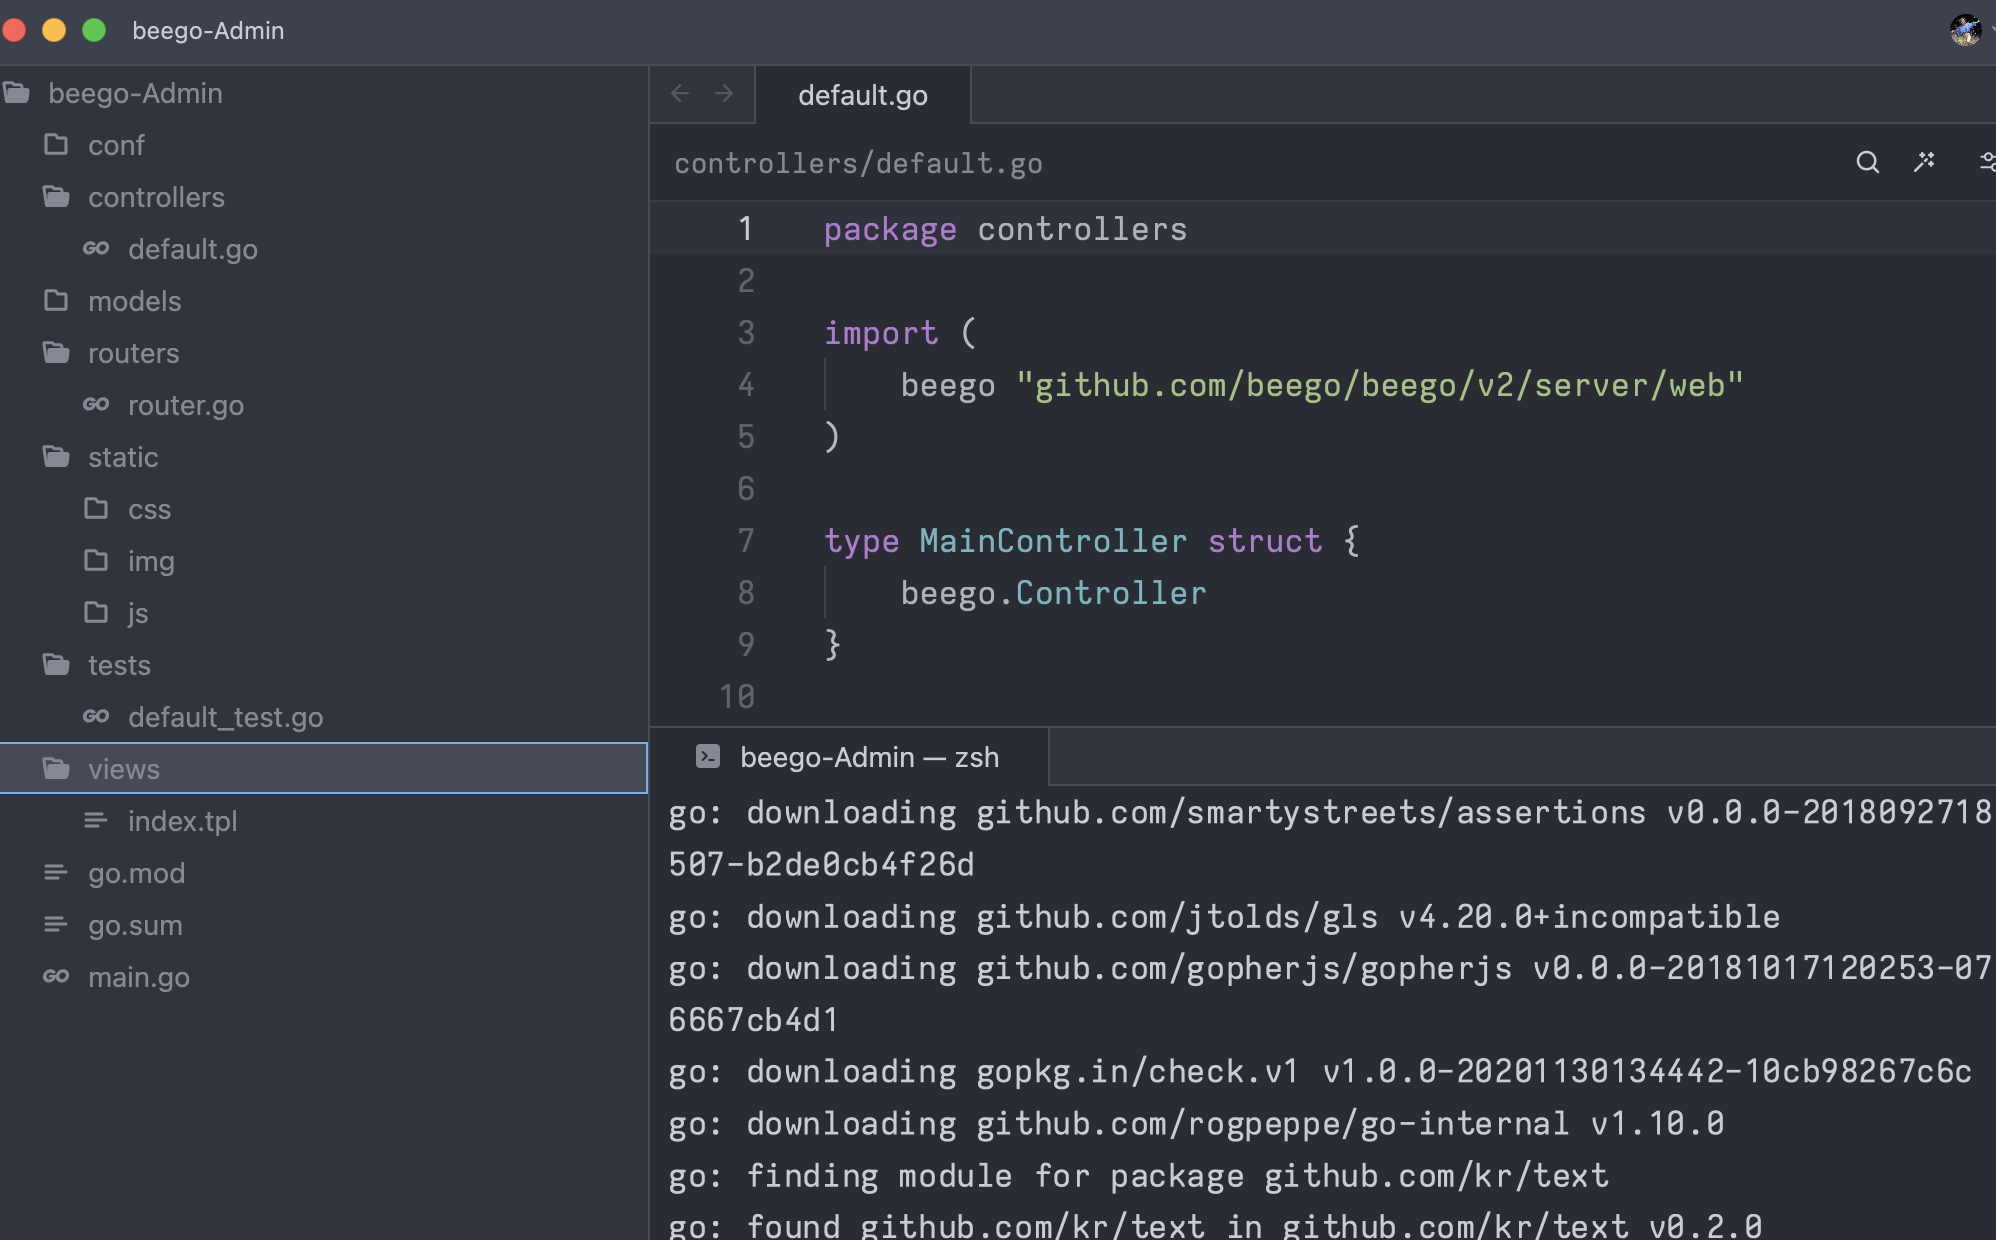 beego-Admin
beego-Admin
conf
controllers
default.go
models
routers
router.go
static
css
img
js
tests
default_test.go
views
index.tpl
go.mod
go.sum
main.go
default.go
controllers/default.go
1 package controllers
2
3 import (
4 beego "github.com/beego/beego/v2/server/web"
5 )
6
7 type MainController struct {
8 beego.Controller
9 }
10
beego-Admin — zsh
go: downloading github.com/smartystreets/assertions v0.0.0-2018092718
507-b2de0cb4f26d
go: downloading github.com/jtolds/gls v4.20.0+incompatible
go: downloading github.com/gopherjs/gopherjs v0.0.0-20181017120253-07
6667cb4d1
go: downloading gopkg.in/check.v1 v1.0.0-20201130134442-10cb98267c6c
go: downloading github.com/rogpeppe/go-internal v1.10.0
go: finding module for package github.com/kr/text
go: found github.com/kr/text in github.com/kr/text v0.2.0